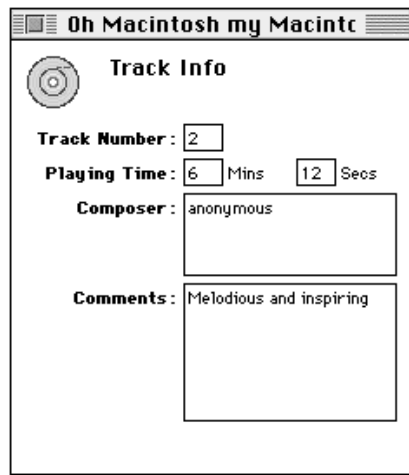 Oh Macintosh my Macintc
Track Info
Track Number: 2
Playing Time: 6 Mins 12 Secs
Composer: anonymous
Comments: Melodious and inspiring